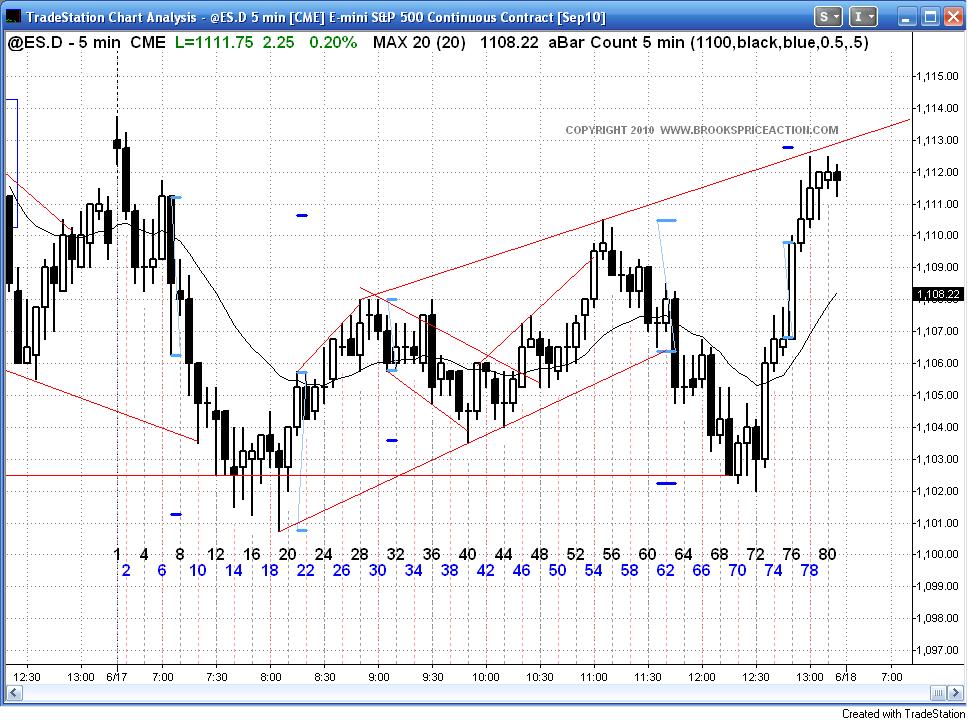 TradeStation Chart Analysis - @ES.D 5 min [CME] E-mini S&P 500 Continuous Contract [Sep10]
S I
@ES.D - 5 min CME L=1111.75 2.25 0.20% MAX 20 (20) 1108.22 aBar Count 5 min (1100,black,blue,0.5,.5)
1,115.00
1,114.00
COPYRIGHT 2010 WWW.BROOKSPRICEACTION.COM
1,113.00
1,112.00
1,111.00
1,110.00
1,109.00
1,108.22
1,107.00
1,106.00
1,105.00
1,104.00
1,103.00
1,102.00
1,101.00
1,100.00
1,099.00
1,098.00
1,097.00
1 4 8 12 16 20 24 28 32 36 40 44 48 52 56 60 64 68 72 76 80
2 6 10 14 18 22 26 30 34 38 42 46 50 54 58 62 66 70 74 78
12:30 13:00 6/17 7:00 7:30 8:00 8:30 9:00 9:30 10:00 10:30 11:00 11:30 12:00 12:30 13:00 6/18 7:00
Created with TradeStation